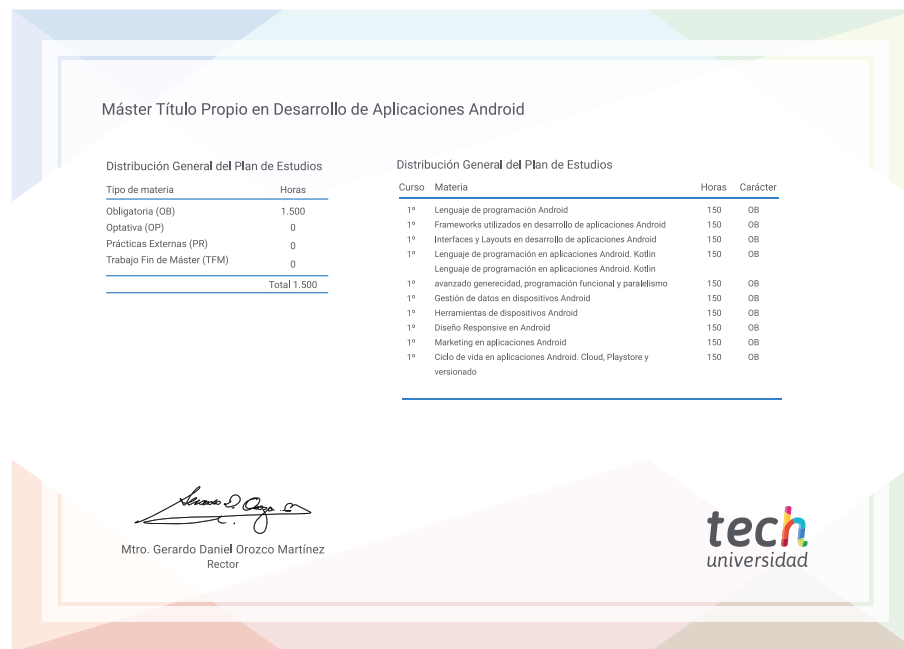 Máster Título Propio en Desarrollo de Aplicaciones Android
Distribución General del Plan de Estudios
Tipo de materia Horas
Obligatoria (OB) 1.500
Optativa (OP) 0
Prácticas Externas (PR) 0
Trabajo Fin de Máster (TFM) 0
Total 1.500
Distribución General del Plan de Estudios
Curso Materia Horas Carácter
1º Lenguaje de programación Android 150 OB
1º Frameworks utilizados en desarrollo de aplicaciones Android 150 OB
1º Interfaces y Layouts en desarrollo de aplicaciones Android 150 OB
1º Lenguaje de programación en aplicaciones Android. Kotlin 150 OB
Lenguaje de programación en aplicaciones Android. Kotlin
1º avanzado generecidad, programación funcional y paralelismo 150 OB
1º Gestión de datos en dispositivos Android 150 OB
1º Herramientas de dispositivos Android 150 OB
1º Diseño Responsive en Android 150 OB
1º Marketing en aplicaciones Android 150 OB
1º Ciclo de vida en aplicaciones Android. Cloud, Playstore y 150 OB
versionado
Mtro. Gerardo Daniel Orozco Martínez
Rector
tech
universidad